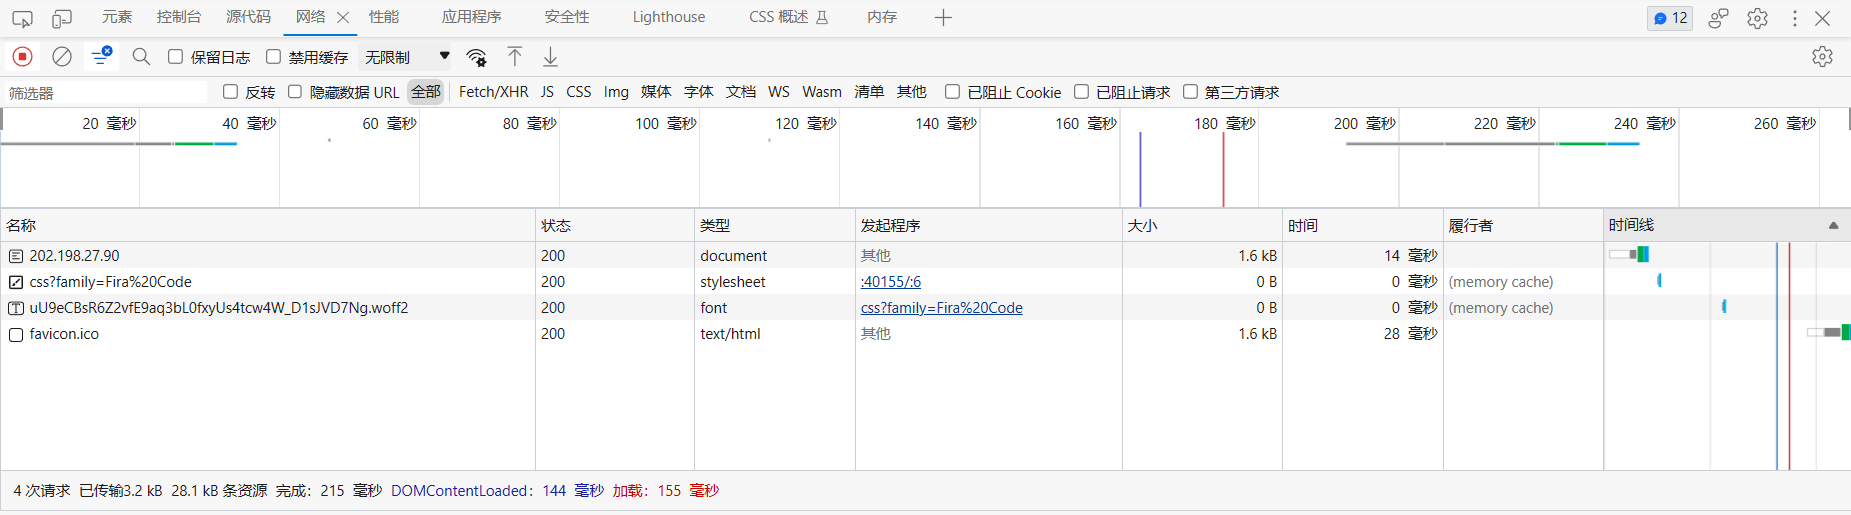 元素 控制台 源代码 网络 性能 应用程序 安全性 Lighthouse CSS 概述 内存 12
保留日志 禁用缓存 无限制
筛选器 反转 隐藏数据 URL 全部 Fetch/XHR JS CSS Img 媒体 字体 文档 WS Wasm 清单 其他 已阻止 Cookie 已阻止请求 第三方请求
20 毫秒 40 毫秒 60 毫秒 80 毫秒 100 毫秒 120 毫秒 140 毫秒 160 毫秒 180 毫秒 200 毫秒 220 毫秒 240 毫秒 260 毫秒
名称 状态 类型 发起程序 大小 时间 履行者 时间线
202.198.27.90 200 document 其他 1.6 kB 14 毫秒
css?family=Fira%20Code 200 stylesheet :40155/:6 0 B 0 毫秒 (memory cache)
uU9eCBsR6Z2vfE9aq3bL0fxyUs4tcw4W_D1sJVD7Ng.woff2 200 font css?family=Fira%20Code 0 B 0 毫秒 (memory cache)
favicon.ico 200 text/html 其他 1.6 kB 28 毫秒
4 次请求 已传输3.2 kB 28.1 kB 条资源 完成：215 毫秒 DOMContentLoaded：144 毫秒 加载：155 毫秒